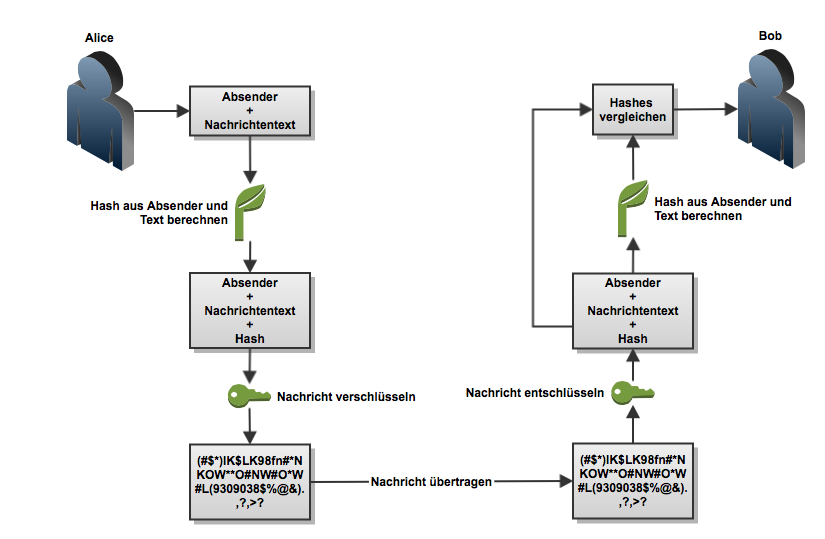 Alice
Absender
+
Nachrichtentext
Hash aus Absender und
Text berechnen
Absender
+
Nachrichtentext
+
Hash
Nachricht verschlüsseln
(#$*)IK$LK98fn#*N
KOW**O#NW#O*W
#L(9309038$%@&).
,?,>?
Nachricht übertragen
(#$*)IK$LK98fn#*N
KOW**O#NW#O*W
#L(9309038$%@&).
,?,>?
Nachricht entschlüsseln
Absender
+
Nachrichtentext
+
Hash
Hash aus Absender und
Text berechnen
Hashes
vergleichen
Bob